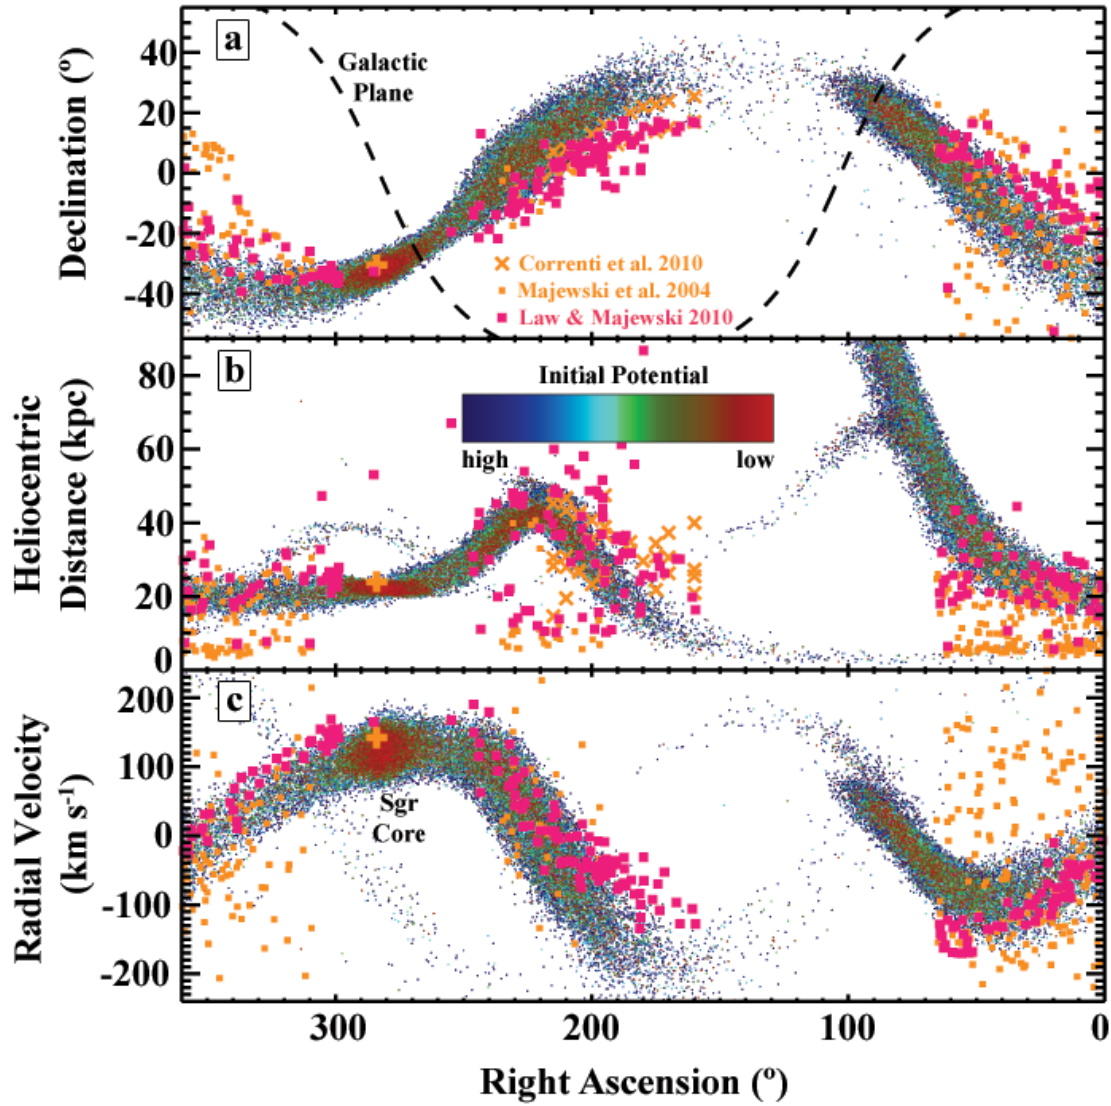 a
Galactic
Plane
Declination (º)
40
20
0
-20
-40
Correnti et al. 2010
Majewski et al. 2004
Law & Majewski 2010
b
Initial Potential
high low
Heliocentric
Distance (kpc)
80
60
40
20
0
c
Sgr
Core
Radial Velocity
(km s-1)
200
100
0
-100
-200
300 200 100 0
Right Ascension (º)